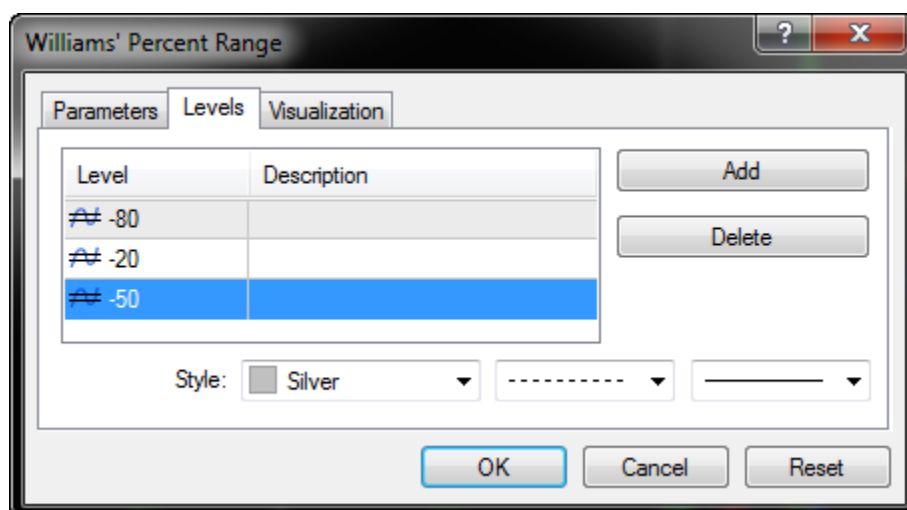 Williams' Percent Range
?
x
Parameters Levels Visualization
Level Description
Add
-80
Delete
-20
-50
Style: Silver
OK Cancel Reset